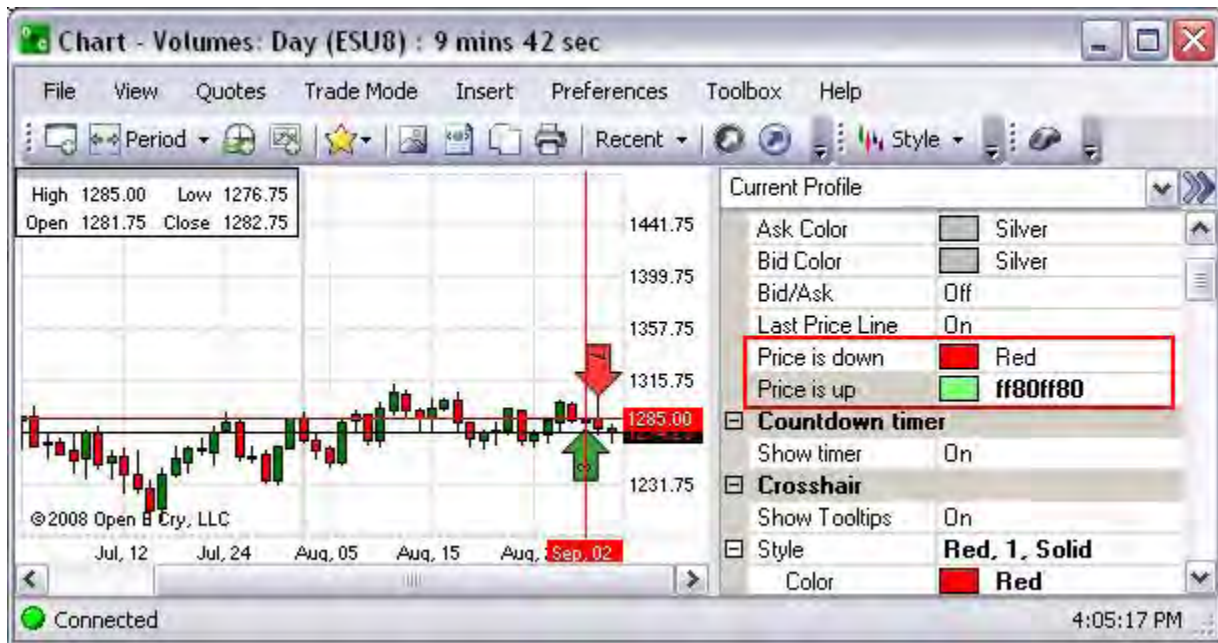 Chart - Volumes: Day (ESU8) : 9 mins 42 sec
File View Quotes Trade Mode Insert Preferences Toolbox Help
Period Recent Style
High 1285.00 Low 1276.75
Open 1281.75 Close 1282.75
1441.75
1399.75
1357.75
1315.75
1285.00
1231.75
©2008 Open E Cry, LLC
Jul, 12 Jul, 24 Aug, 05 Aug, 15 Aug, Sep, 02
Current Profile
Ask Color Silver
Bid Color Silver
Bid/Ask Off
Last Price Line On
Price is down Red
Price is up ff80ff80
Countdown timer
Show timer On
Crosshair
Show Tooltips On
Style Red, 1, Solid
Color Red
Connected 4:05:17 PM